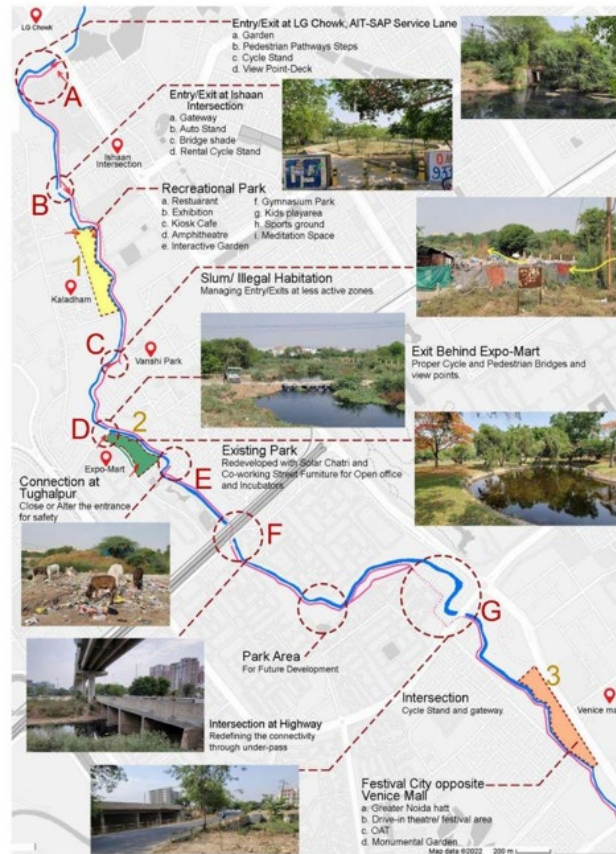 LG Chowk
Entry/Exit at LG Chowk, AIT-SAP Service Lane
a. Garden
b. Pedestrian Pathways Steps
c. Cycle Stand
d. View Point-Deck
A
Entry/Exit at Ishaan
Intersection
a. Gateway
b. Auto Stand
c. Bridge shade
d. Rental Cycle Stand
Ishaan
Intersection
B
Recreational Park
a. Restuarant
b. Exhibition
c. Kiosk Cafe
d. Amphitheatre
e. Interactive Garden
f. Gymnasium Park
g. Kids playarea
h. Sports ground
i. Meditation Space
1
Kaladham
Slum/ Illegal Habitation
Managing Entry/Exits at less active zones.
C
Vanshi Park
Exit Behind Expo-Mart
Proper Cycle and Pedestrian Bridges and
view points.
D
2
Expo-Mart
E
Existing Park
Redeveloped with Solar Chatri and
Co-working Street Furniture for Open office
and Incubators
Connection at
Tughalpur
Close or Alter the entrance
for safety
F
G
Park Area
For Future Development
Intersection
Cycle Stand and gateway.
3
Venice ma
Intersection at Highway
Redefining the connectivity
through under-pass
Festival City opposite
Venice Mall
a. Greater Noida hatt
b. Drive-in theatre/ festival area
c. OAT
d. Monumental Garden.
Map data ©2022
200 m